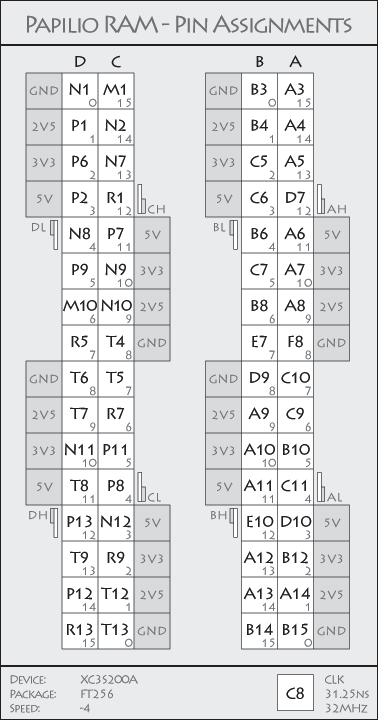 PAPILIO RAM - PIN ASSIGNMENTS
D C B A
GND N1 0 M1 15 GND B3 0 A3 15
2V5 P1 1 N2 14 2V5 B4 1 A4 14
3V3 P6 2 N7 13 3V3 C5 2 A5 13
5V P2 3 R1 12 CH 5V C6 3 D7 12 AH
DL N8 4 P7 11 5V BL B6 4 A6 11 5V
P9 5 N9 10 3V3 C7 5 A7 10 3V3
M10 6 N10 9 2V5 B8 6 A8 9 2V5
R5 7 T4 8 GND E7 7 F8 8 GND
GND T6 8 T5 7 GND D9 8 C10 7
2V5 T7 9 R7 6 2V5 A9 9 C9 6
3V3 N11 10 P11 5 3V3 A10 10 B10 5
5V T8 11 P8 4 CL 5V A11 11 C11 4 AL
DH P13 12 N12 3 5V BH E10 12 D10 3 5V
T9 13 R9 2 3V3 A12 13 B12 2 3V3
P12 14 T12 1 2V5 A13 14 A14 1 2V5
R13 15 T13 0 GND B14 15 B15 0 GND
DEVICE: XC3S200A
PACKAGE: FT256
SPEED: -4
C8
CLK
31.25NS
32MHZ